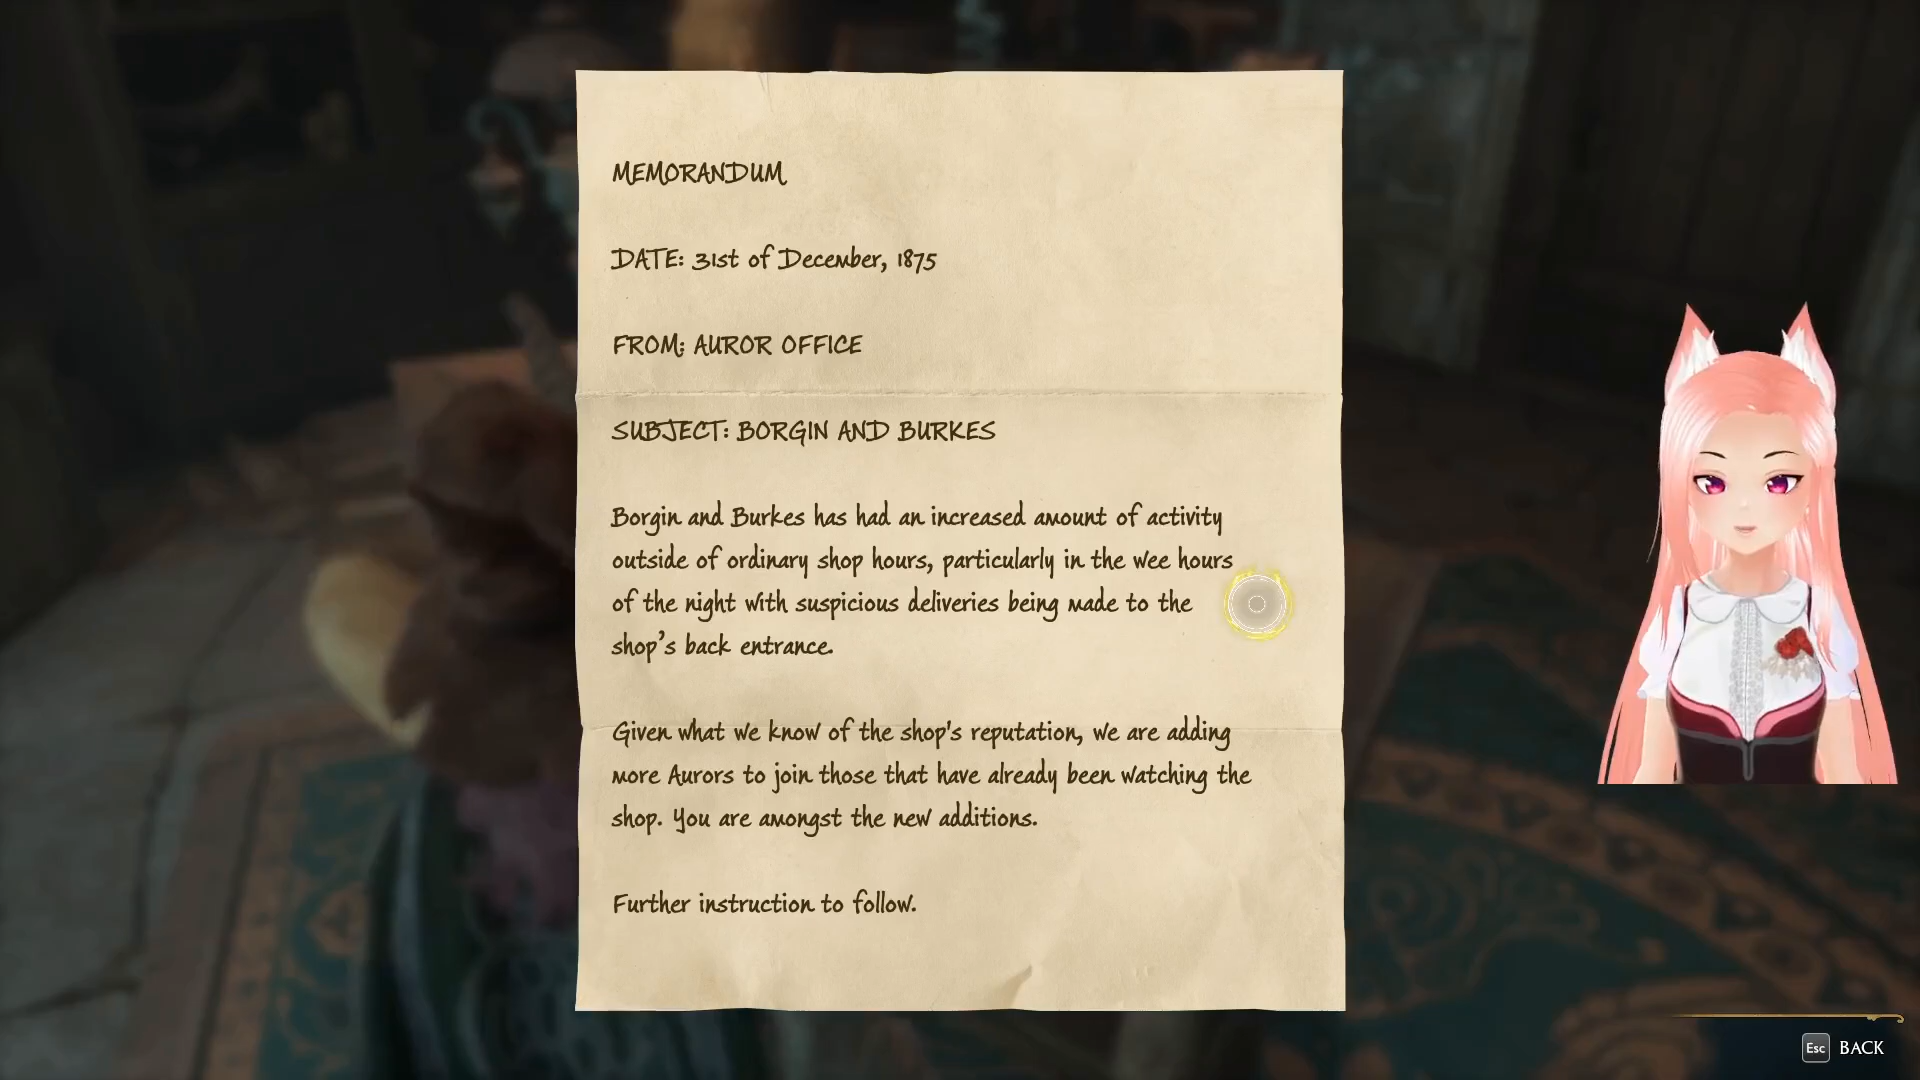 MEMORANDUM
DATE: 31st of December, 1875
FROM: AUROR OFFICE
SUBJECT: BORGIN AND BURKES
Borgin and Burkes has had an increased amount of activity
outside of ordinary shop hours, particularly in the wee hours
of the night with suspicious deliveries being made to the
shop's back entrance.
Given what we know of the shop's reputation, we are adding
more Aurors to join those that have already been watching the
shop. You are amongst the new additions.
Further instruction to follow.
Esc BACK